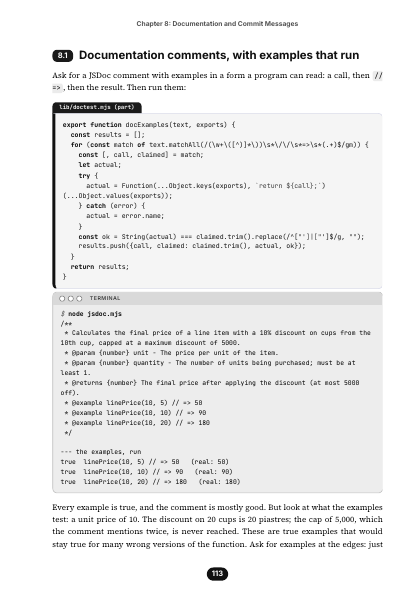 Chapter 8: Documentation and Commit Messages
8.1 Documentation comments, with examples that run
Ask for a JSDoc comment with examples in a form a program can read: a call, then //
=>, then the result. Then run them:
lib/doctest.mjs (part)
export function docExamples(text, exports) {
  const results = [];
  for (const match of text.matchAll(/(\w+\([^)]*\))\s*\/\/\s*=>\s*(.+)$/gm)) {
    const [, call, claimed] = match;
    let actual;
    try {
      actual = Function(...Object.keys(exports), `return ${call};`)
(...Object.values(exports));
    } catch (error) {
      actual = error.name;
    }
    const ok = String(actual) === claimed.trim().replace(/^["']|["']$/g, "");
    results.push({call, claimed: claimed.trim(), actual, ok});
  }
  return results;
}
TERMINAL
$ node jsdoc.mjs
/**
 * Calculates the final price of a line item with a 10% discount on cups from the
10th cup, capped at a maximum discount of 5000.
 * @param {number} unit - The price per unit of the item.
 * @param {number} quantity - The number of units being purchased; must be at
least 1.
 * @returns {number} The final price after applying the discount (at most 5000
off).
 * @example linePrice(10, 5) // => 50
 * @example linePrice(10, 10) // => 90
 * @example linePrice(10, 20) // => 180
 */
--- the examples, run
true  linePrice(10, 5) // => 50   (real: 50)
true  linePrice(10, 10) // => 90   (real: 90)
true  linePrice(10, 20) // => 180   (real: 180)
Every example is true, and the comment is mostly good. But look at what the examples
test: a unit price of 10. The discount on 20 cups is 20 piastres; the cap of 5,000, which
the comment mentions twice, is never reached. These are true examples that would
stay true for many wrong versions of the function. Ask for examples at the edges: just
113